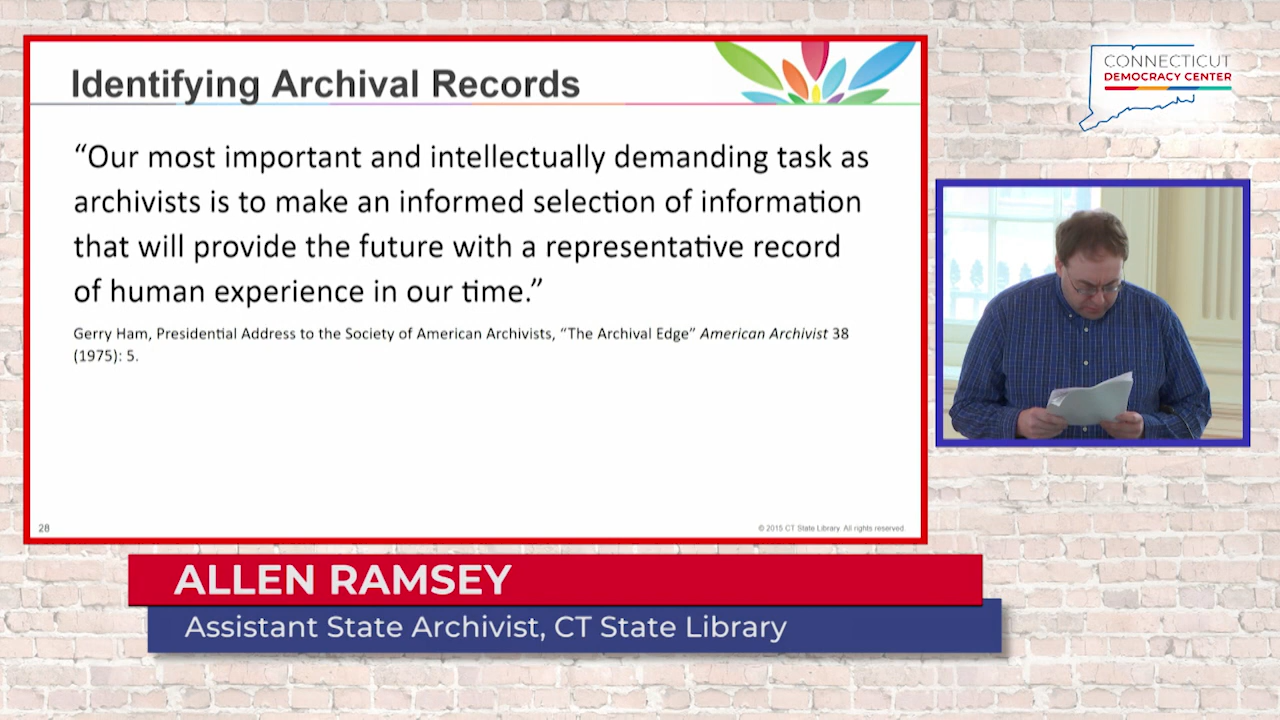 Identifying Archival Records
“Our most important and intellectually demanding task as
archivists is to make an informed selection of information
that will provide the future with a representative record
of human experience in our time.”
Gerry Ham, Presidential Address to the Society of American Archivists, “The Archival Edge” American Archivist 38
(1975): 5.
28
© 2015 CT State Library. All rights reserved.
CONNECTICUT
DEMOCRACY CENTER
ALLEN RAMSEY
Assistant State Archivist, CT State Library